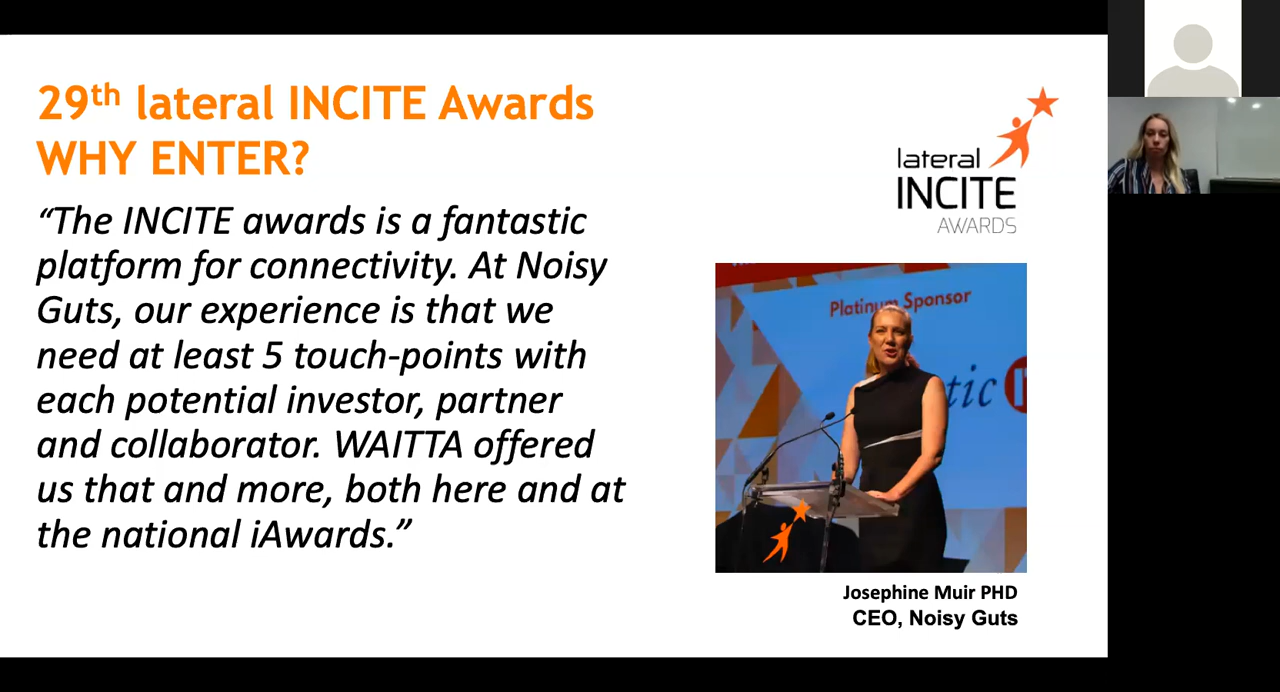 29th lateral INCITE Awards
WHY ENTER?
“The INCITE awards is a fantastic
platform for connectivity. At Noisy
Guts, our experience is that we
need at least 5 touch-points with
each potential investor, partner
and collaborator. WAITTA offered
us that and more, both here and at
the national iAwards.”
lateral
INCITE
AWARDS
Platinum Sponsor
Josephine Muir PHD
CEO, Noisy Guts